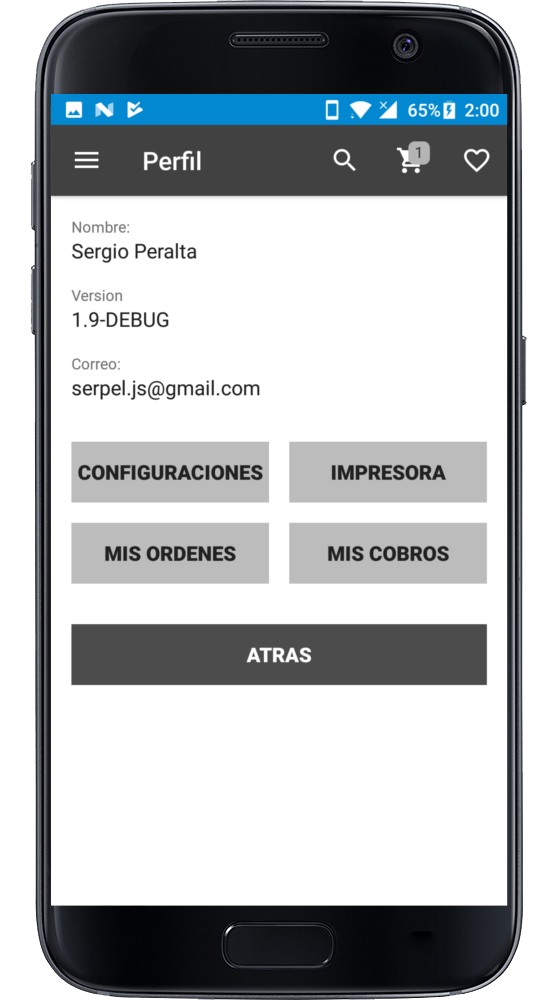 65% 2:00
Perfil 1
Nombre:
Sergio Peralta
Version
1.9-DEBUG
Correo:
serpel.js@gmail.com
CONFIGURACIONES IMPRESORA
MIS ORDENES MIS COBROS
ATRAS